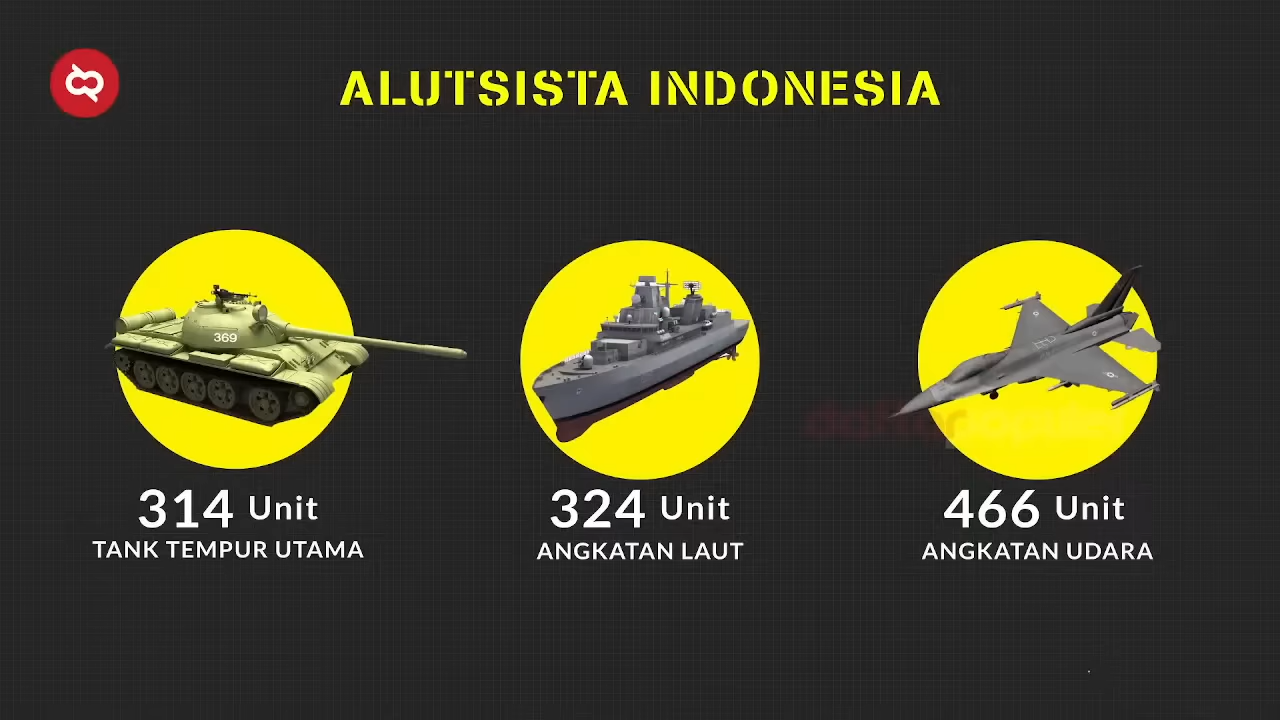 ALUTSISTA INDONESIA
369
314 Unit
TANK TEMPUR UTAMA
324 Unit
ANGKATAN LAUT
466 Unit
ANGKATAN UDARA